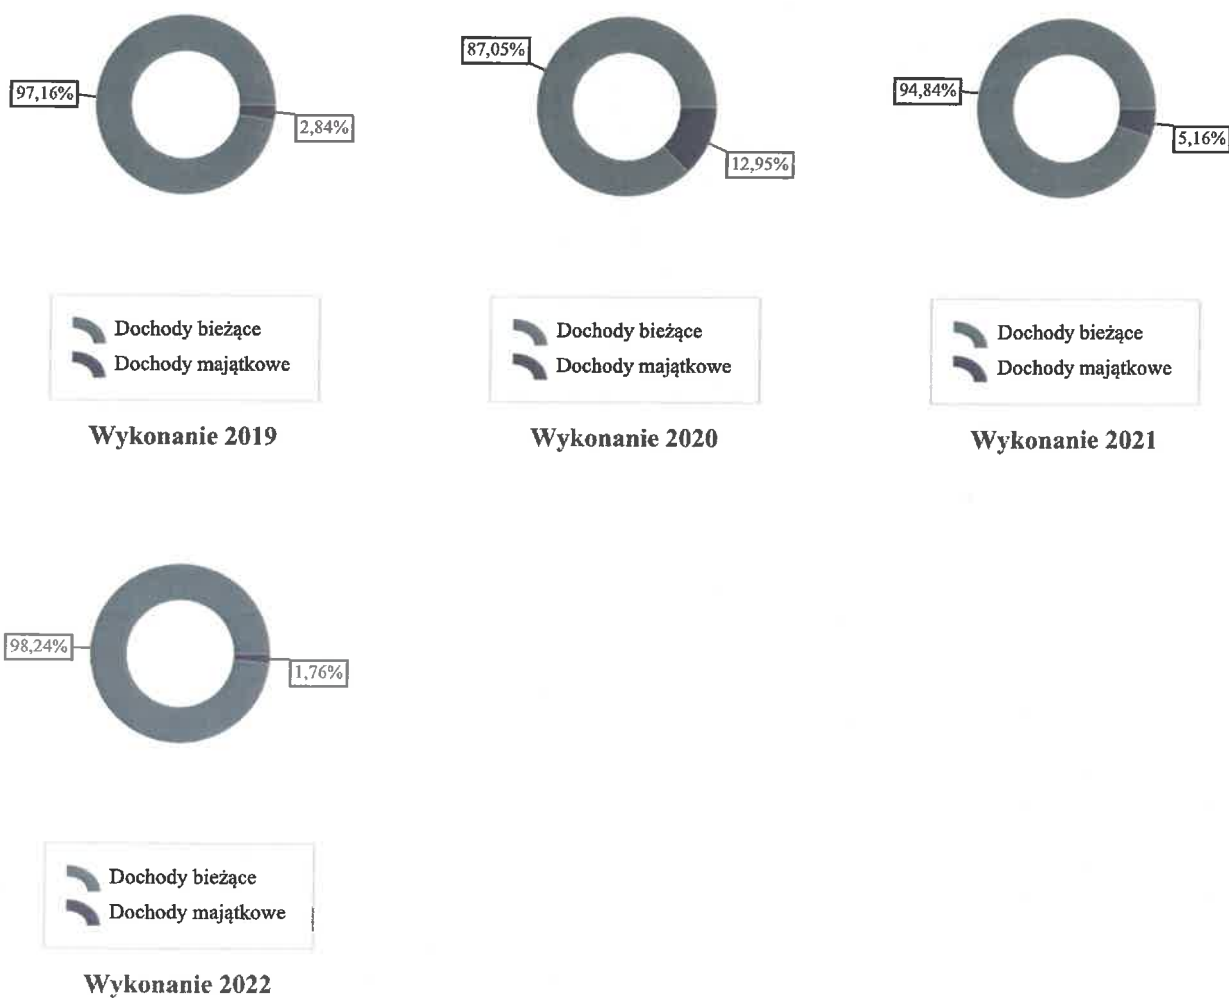 97,16%
2,84%
Dochody bieżące
Dochody majątkowe
Wykonanie 2019
87,05%
12,95%
Dochody bieżące
Dochody majątkowe
Wykonanie 2020
94,84%
5,16%
Dochody bieżące
Dochody majątkowe
Wykonanie 2021
98,24%
1,76%
Dochody bieżące
Dochody majątkowe
Wykonanie 2022